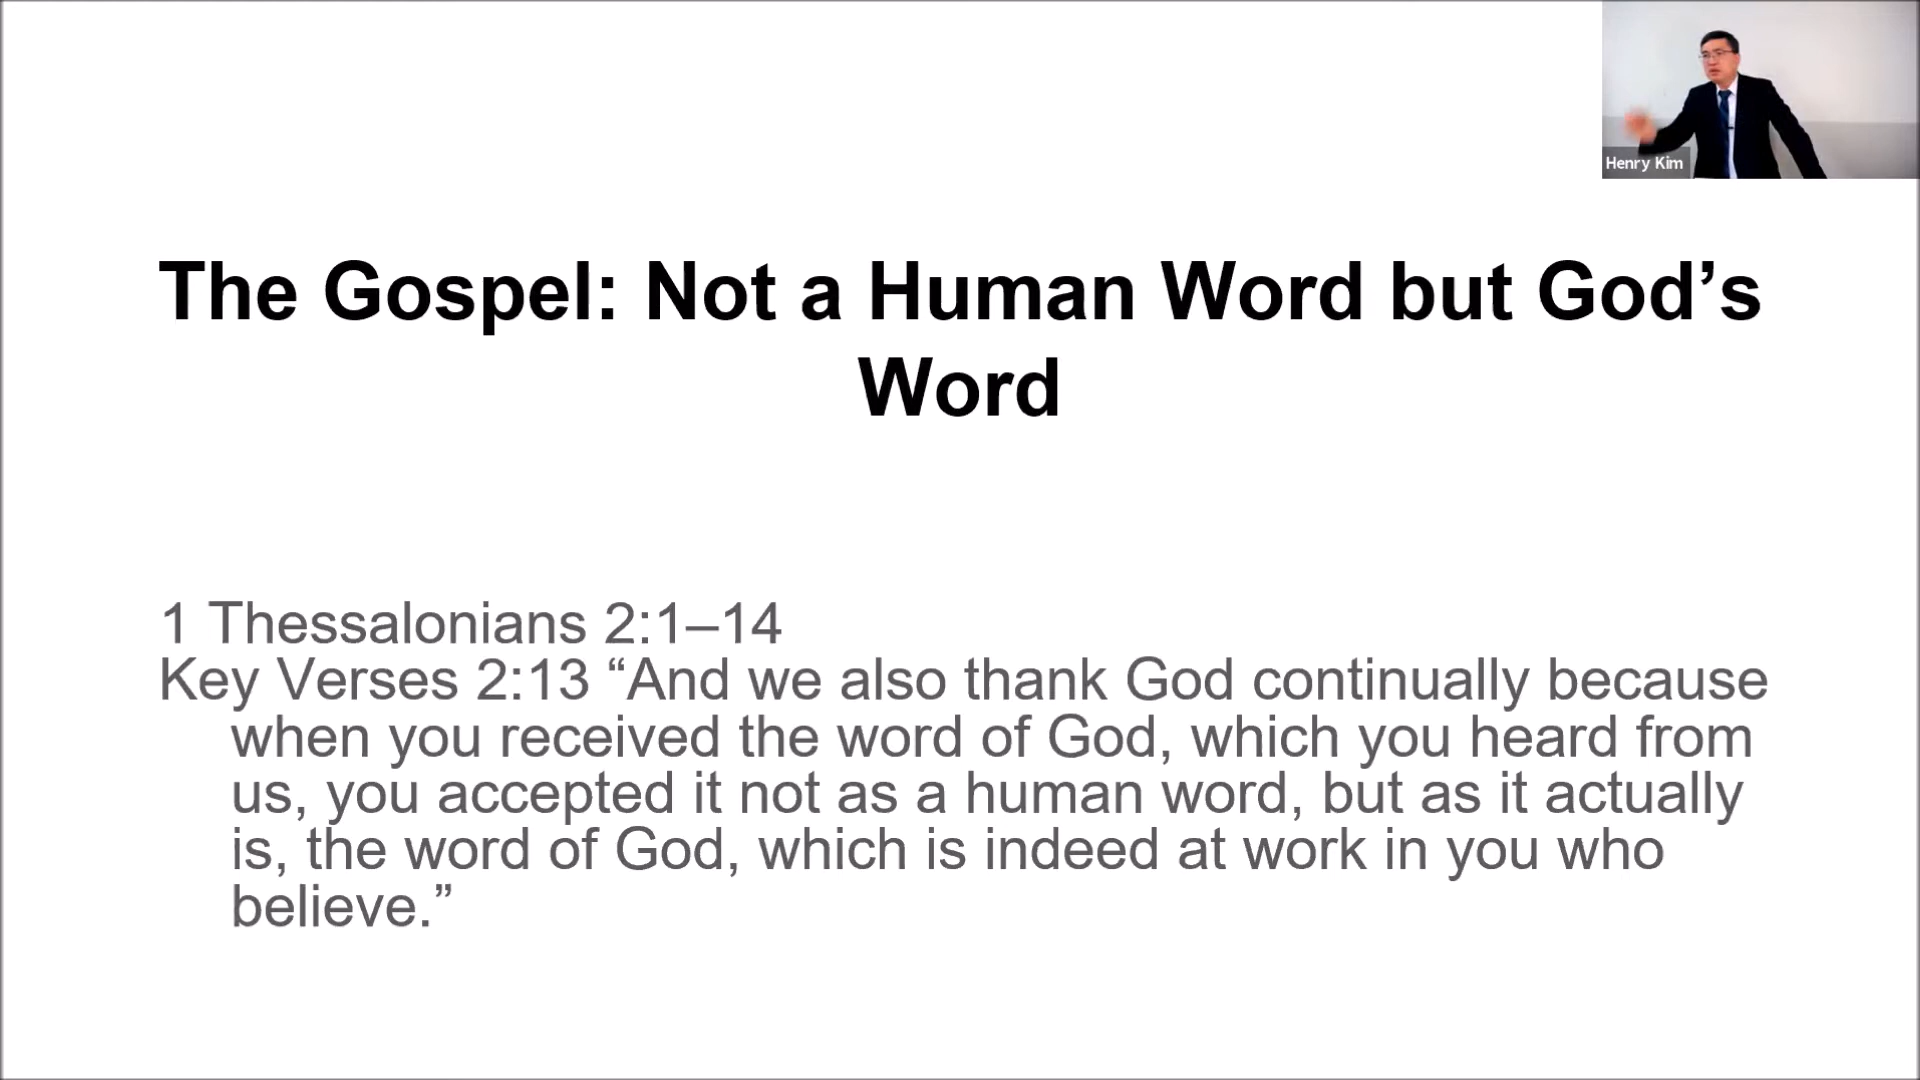 Henry Kim
The Gospel: Not a Human Word but God’s
Word
1 Thessalonians 2:1–14
Key Verses 2:13 “And we also thank God continually because
when you received the word of God, which you heard from
us, you accepted it not as a human word, but as it actually
is, the word of God, which is indeed at work in you who
believe.”